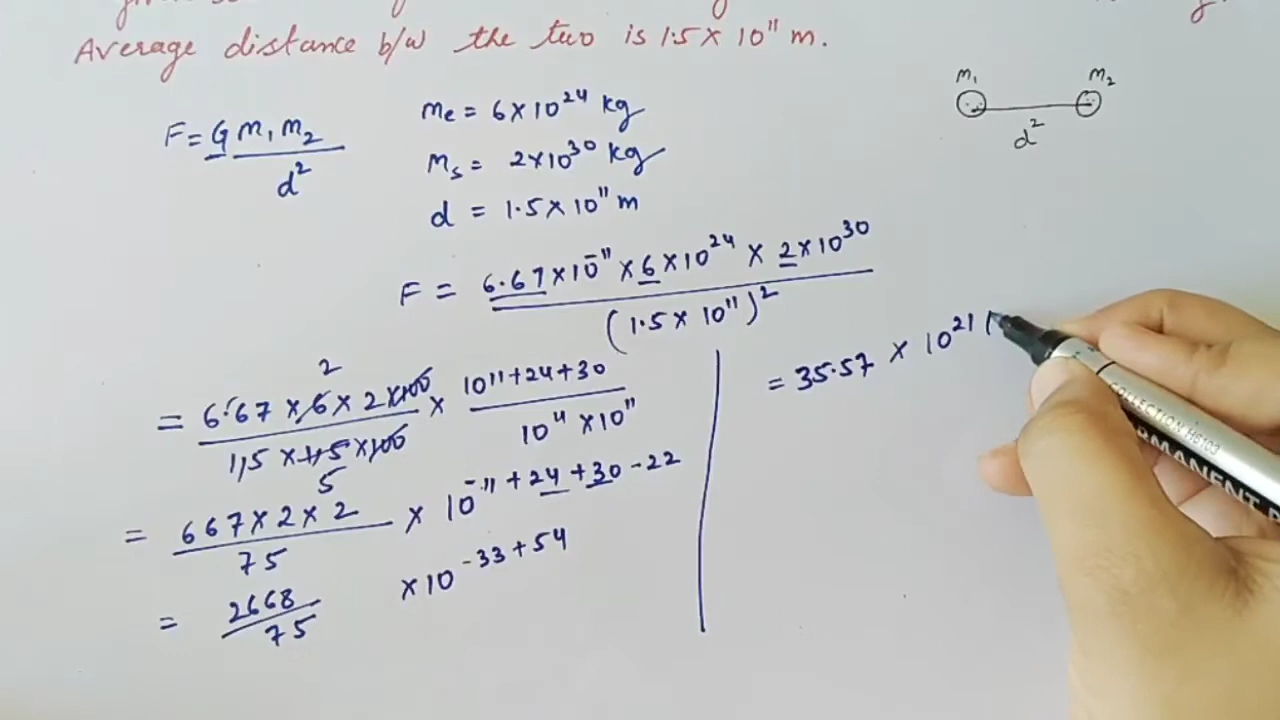 Average distance b/w the two is 1.5 × 10¹¹ m.
F = G m₁ m₂ / d²
me = 6 × 10²⁴ kg
Ms = 2 × 10³⁰ kg
d = 1.5 × 10¹¹ m
m₁ m₂
d²
F = 6.67 × 10⁻¹¹ × 6 × 10²⁴ × 2 × 10³⁰ / (1.5 × 10¹¹)²
2
= 6.67 × 6 × 2 × 100 / 1,5 × 1,5 × 100 × 10¹¹⁺²⁴⁺³⁰ / 10¹¹ × 10¹¹
5
= 667 × 2 × 2 / 75 × 10⁻¹¹⁺²⁴⁺³⁰⁻²²
= 2668 / 75 × 10⁻³³⁺⁵⁴
= 35.57 × 10²¹
COLLECTION H8103